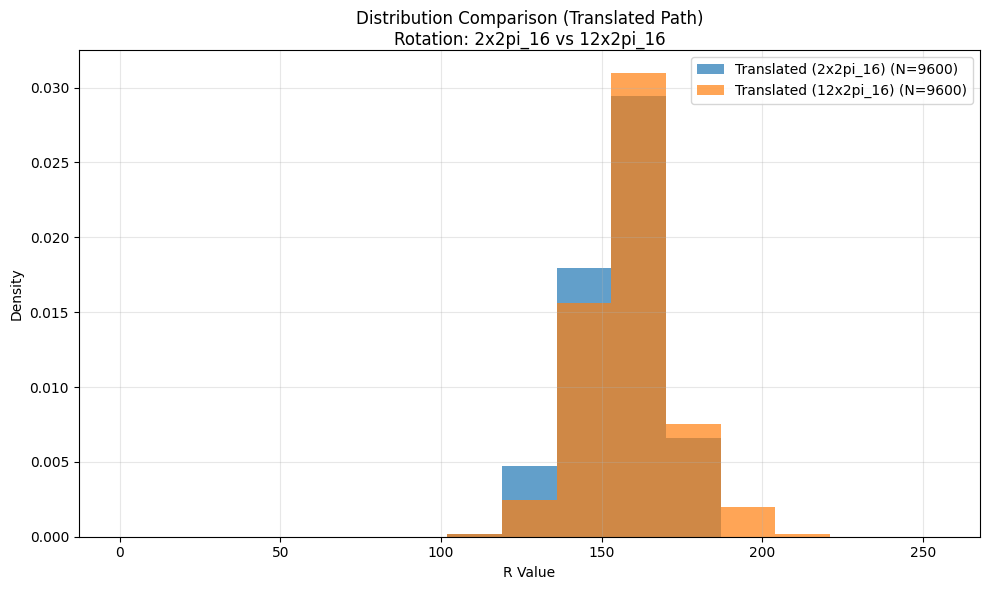 Distribution Comparison (Translated Path)
Rotation: 2x2pi_16 vs 12x2pi_16
Translated (2x2pi_16) (N=9600)
Translated (12x2pi_16) (N=9600)
Density
0.030
0.025
0.020
0.015
0.010
0.005
0.000
0 50 100 150 200 250
R Value